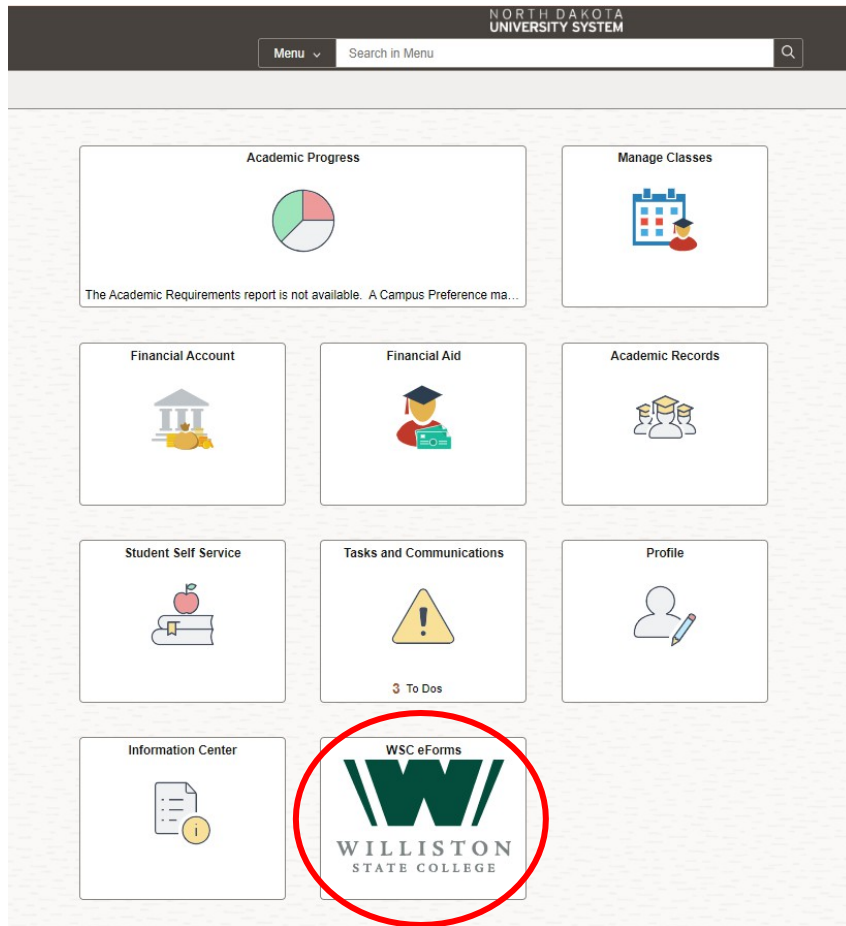 NORTH DAKOTA
UNIVERSITY SYSTEM
Menu
Search in Menu
Academic Progress
The Academic Requirements report is not available. A Campus Preference ma...
Manage Classes
Financial Account
Financial Aid
Academic Records
Student Self Service
Tasks and Communications
3 To Dos
Profile
Information Center
i
WSC eForms
W
WILLISTON
STATE COLLEGE